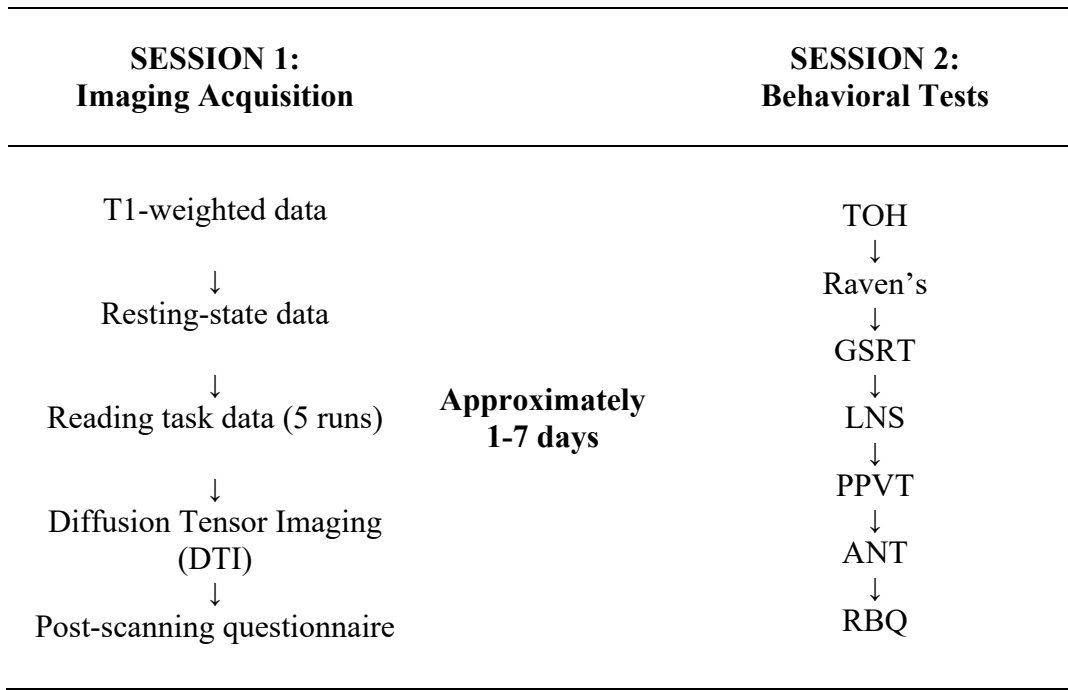 SESSION 1:
Imaging Acquisition
SESSION 2:
Behavioral Tests
T1-weighted data
↓
Resting-state data
↓
Reading task data (5 runs)
↓
Diffusion Tensor Imaging
(DTI)
↓
Post-scanning questionnaire
Approximately
1-7 days
TOH
↓
Raven’s
↓
GSRT
↓
LNS
↓
PPVT
↓
ANT
↓
RBQ